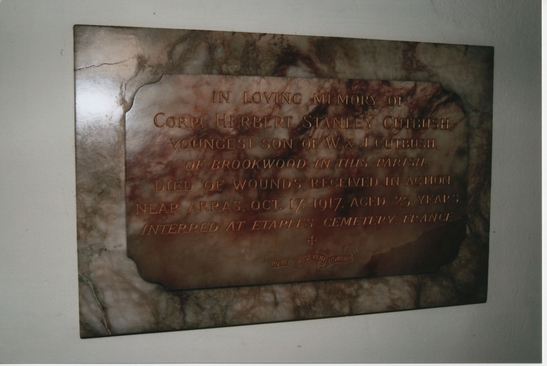 IN LOVING MEMORY OF
CORPL HERBERT STANLEY CUTBUSH
YOUNGEST SON OF W. & J. CUTBUSH
OF BROOKWOOD IN THIS PARISH
DIED OF WOUNDS RECEIVED IN ACTION
NEAR ARRAS, OCT. 17, 1917, AGED 25 YEARS
INTERRED AT ETAPLES CEMETERY FRANCE